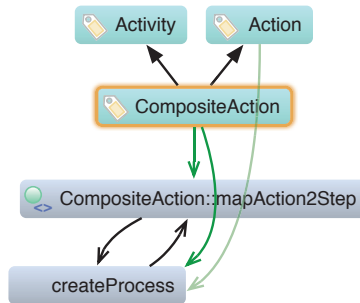 Activity
Action
CompositeAction
<>
CompositeAction::mapAction2Step
createProcess